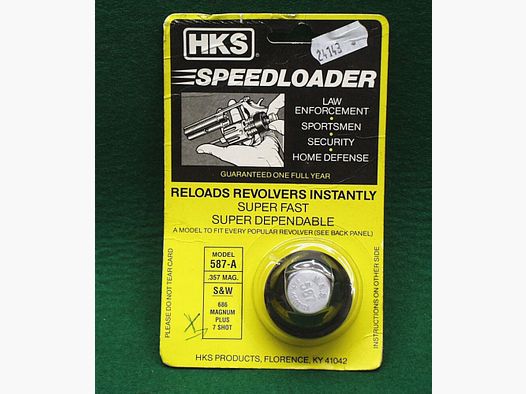 HKS®
24143
SPEEDLOADER
LAW
ENFORCEMENT
•
SPORTSMEN
•
SECURITY
•
HOME DEFENSE
GUARANTEED ONE FULL YEAR
RELOADS REVOLVERS INSTANTLY
SUPER FAST
SUPER DEPENDABLE
A MODEL TO FIT EVERY POPULAR REVOLVER (SEE BACK PANEL)
PLEASE DO NOT TEAR CARD
MODEL
587-A
.357 MAG.
S&W
686
MAGNUM
PLUS
7 SHOT
587
INSTRUCTIONS ON OTHER SIDE
HKS PRODUCTS, FLORENCE, KY 41042